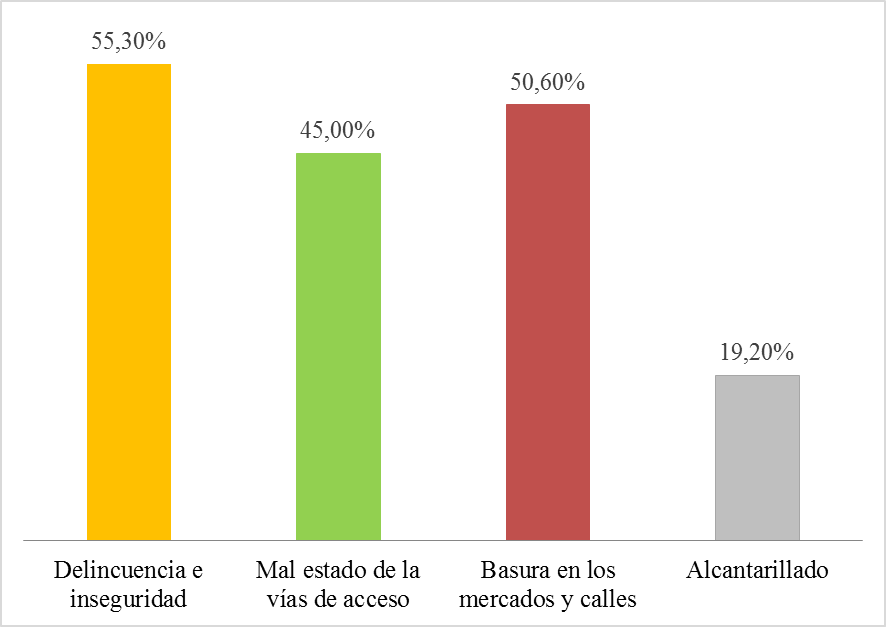 55,30%
45,00%
50,60%
19,20%
Delincuencia e
inseguridad
Mal estado de la
vías de acceso
Basura en los
mercados y calles
Alcantarillado